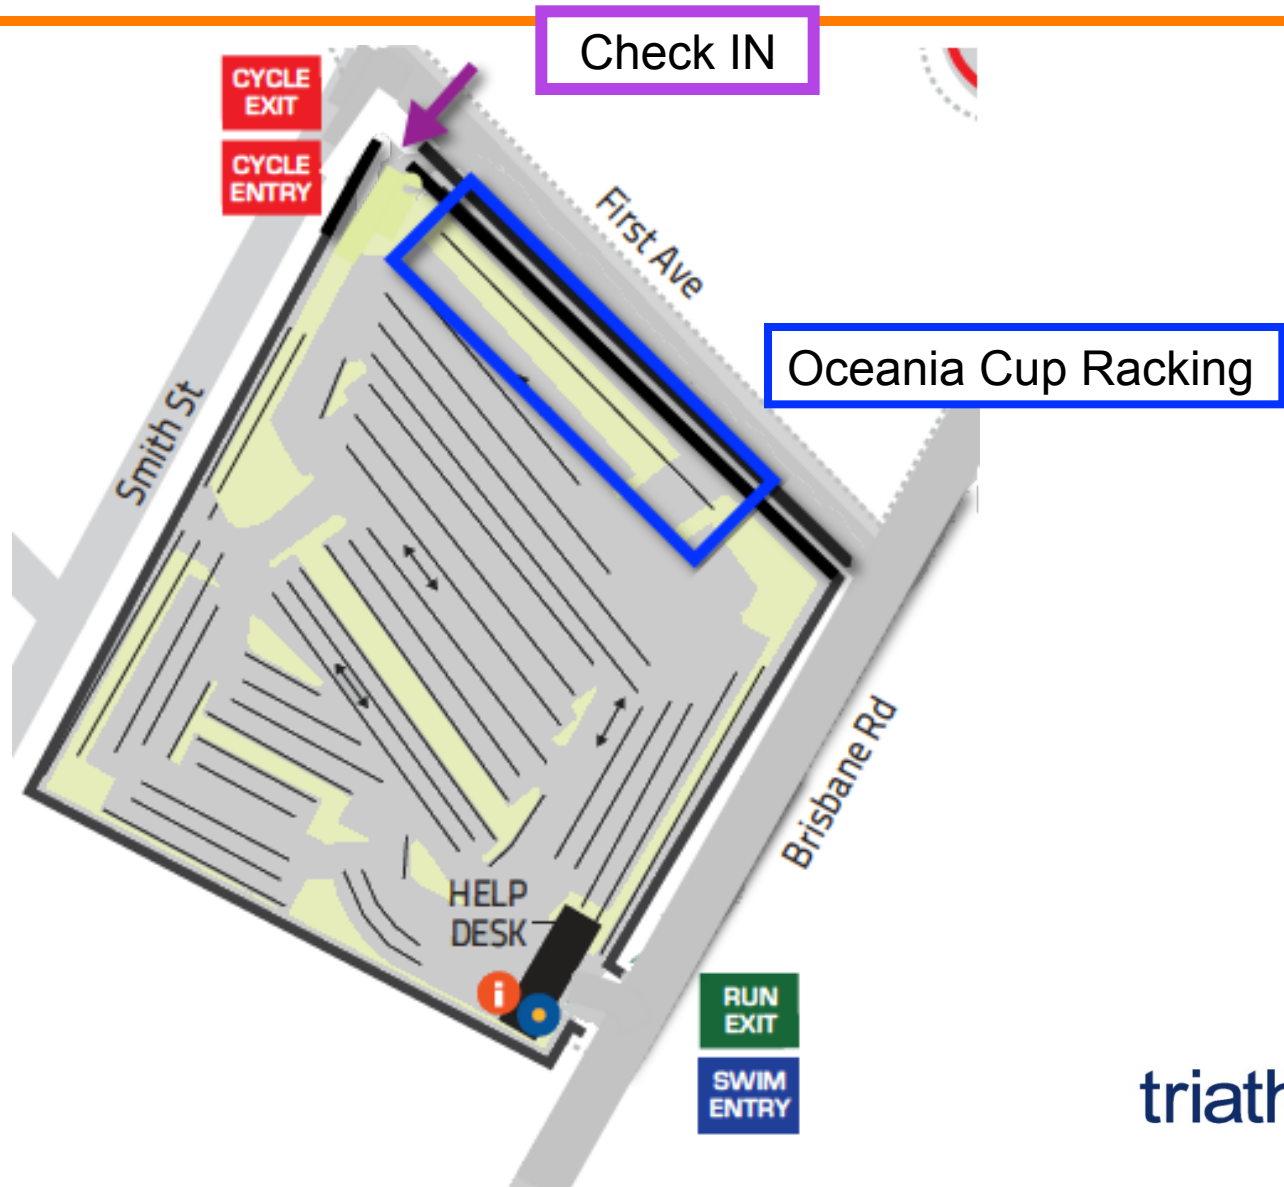 Check IN
CYCLE
EXIT
CYCLE
ENTRY
First Ave
Oceania Cup Racking
Smith St
Brisbane Rd
HELP
DESK
i
RUN
EXIT
SWIM
ENTRY
triath